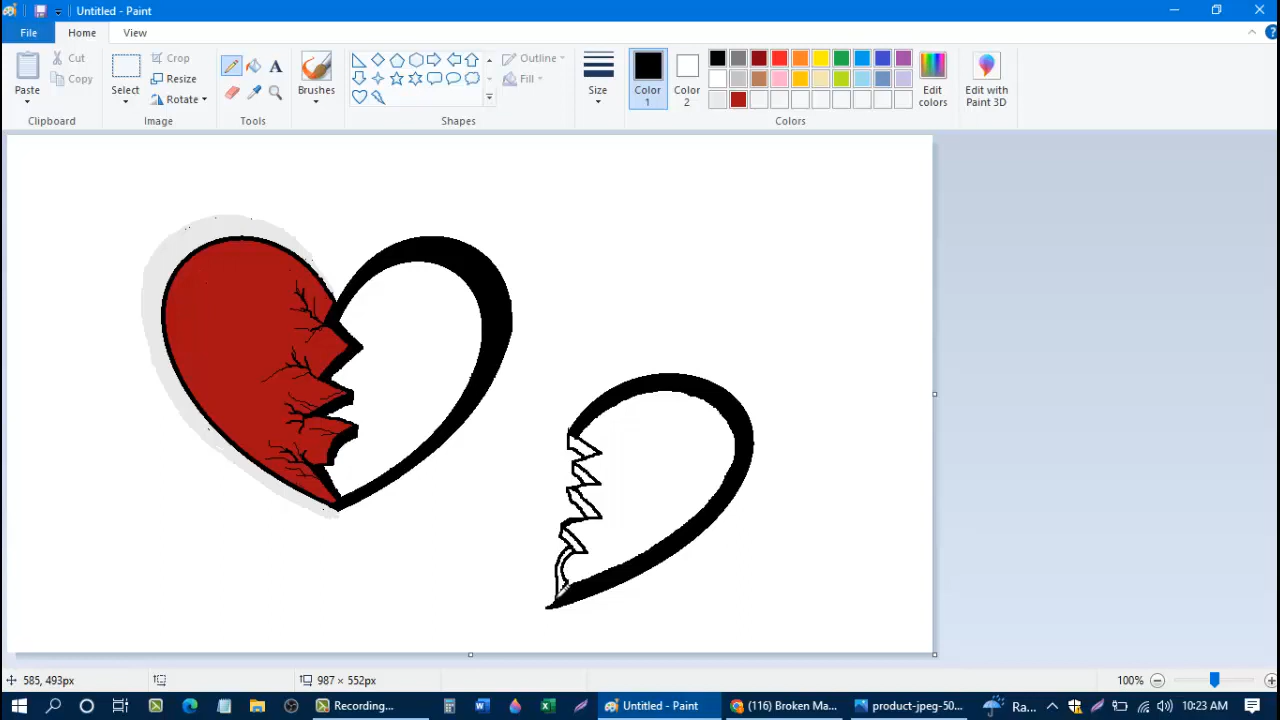 Untitled - Paint
File
Home
View
Paste
Cut
Copy
Clipboard
Select
Crop
Resize
Rotate
Image
A
Tools
Brushes
Outline
Fill
Shapes
Size
Color 1
Color 2
Edit colors
Colors
Edit with Paint 3D
585, 493px
987 × 552px
100%
Recording...
Untitled - Paint
(116) Broken Ma...
product-jpeg-50...
Ra...
10:23 AM